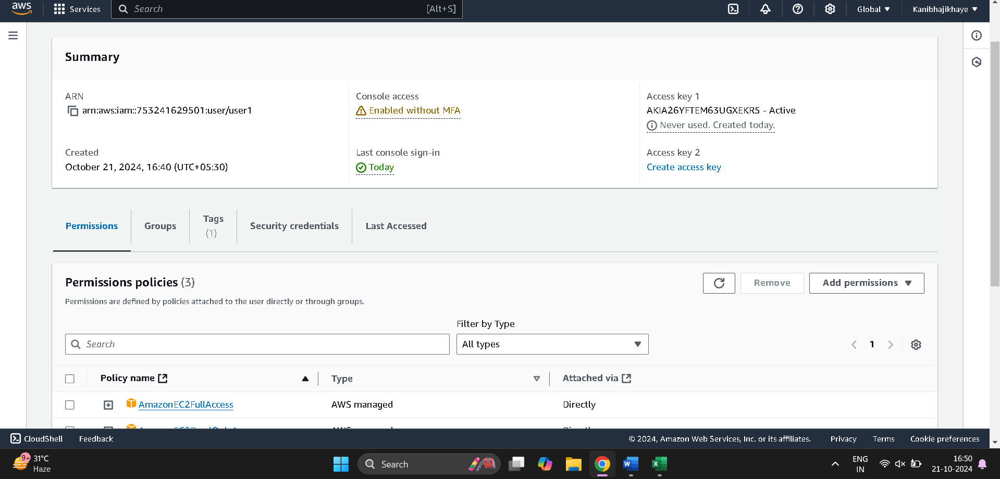 aws
Services
Search
[Alt+S]
Global
Kanibhajikhaye
Summary
ARN
arn:aws:iam::753241629501:user/user1
Console access
Enabled without MFA
Access key 1
AKIA26YFTEM63UGXEKR5 - Active
Never used. Created today.
Created
October 21, 2024, 16:40 (UTC+05:30)
Last console sign-in
Today
Access key 2
Create access key
Permissions
Groups
Tags
(1)
Security credentials
Last Accessed
Permissions policies (3)
Remove
Add permissions
Permissions are defined by policies attached to the user directly or through groups.
Filter by Type
Search
All types
1
Policy name
Type
Attached via
AmazonEC2FullAccess
AWS managed
Directly
CloudShell
Feedback
© 2024, Amazon Web Services, Inc. or its affiliates.
Privacy
Terms
Cookie preferences
9+
31°C
Haze
Search
ENG
IN
16:50
21-10-2024